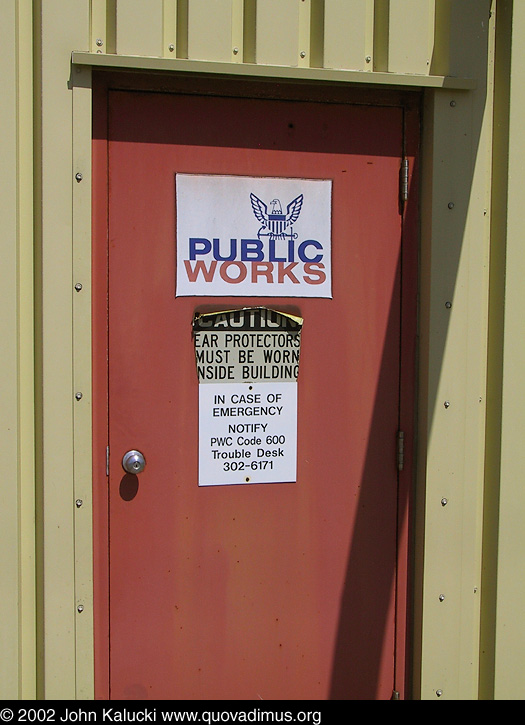 PUBLIC
WORKS
CAUTION
EAR PROTECTORS
MUST BE WORN
NSIDE BUILDING
IN CASE OF
EMERGENCY
NOTIFY
PWC Code 600
Trouble Desk
302-6171
© 2002 John Kalucki www.quovadimus.org